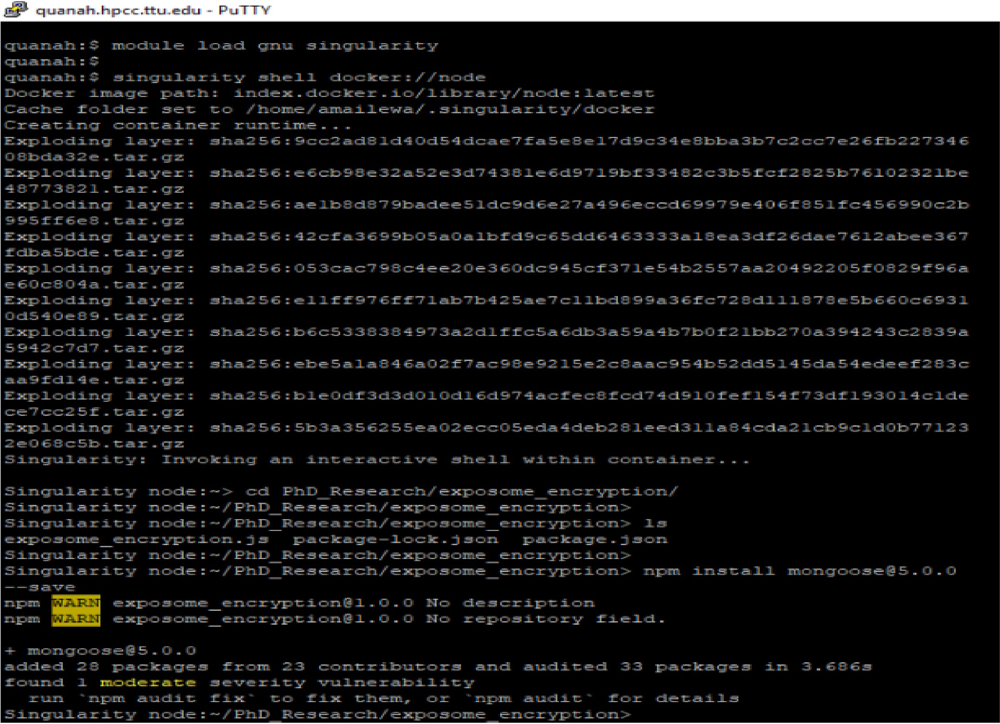 quanah.hpcc.ttu.edu - PuTTY
quanah:$ module load gnu singularity
quanah:$
quanah:$ singularity shell docker://node
Docker image path: index.docker.io/library/node:latest
Cache folder set to /home/amailewa/.singularity/docker
Creating container runtime...
Exploding layer: sha256:9cc2ad81d40d54dcae7fa5e8e17d9c34e8bba3b7c2cc7e26fb227346
08bda32e.tar.gz
Exploding layer: sha256:e6cb98e32a52e3d74381e6d9719bf33482c3b5fcf2825b76102321be
48773821.tar.gz
Exploding layer: sha256:ae1b8d879badee51dc9d6e27a496eccd69979e406f851fc456990c2b
995ff6e8.tar.gz
Exploding layer: sha256:42cfa3699b05a0a1bfd9c65dd6463333a18ea3df26dae7612abee367
fdba5bde.tar.gz
Exploding layer: sha256:053cac798c4ee20e360dc945cf371e54b2557aa20492205f0829f96a
e60c804a.tar.gz
Exploding layer: sha256:e11ff976ff71ab7b425ae7c11bd899a36fc728d111878e5b660c6931
0d540e89.tar.gz
Exploding layer: sha256:b6c5338384973a2d1ffc5a6db3a59a4b7b0f21bb270a394243c2839a
5942c7d7.tar.gz
Exploding layer: sha256:ebe5a1a846a02f7ac98e9215e2c8aac954b52dd5145da54edeef283c
aa9fd14e.tar.gz
Exploding layer: sha256:b1e0df3d3d010d16d974acfec8fcd74d910fef154f73df193014c1de
ce7cc25f.tar.gz
Exploding layer: sha256:5b3a356255ea02ecc05eda4deb281eed311a84cda21cb9c1d0b77123
2e068c5b.tar.gz
Singularity: Invoking an interactive shell within container...
Singularity node:~> cd PhD_Research/exposome_encryption/
Singularity node:~/PhD_Research/exposome_encryption>
Singularity node:~/PhD_Research/exposome_encryption> ls
exposome_encryption.js  package-lock.json  package.json
Singularity node:~/PhD_Research/exposome_encryption>
Singularity node:~/PhD_Research/exposome_encryption> npm install mongoose@5.0.0
--save
npm WARN exposome_encryption@1.0.0 No description
npm WARN exposome_encryption@1.0.0 No repository field.
+ mongoose@5.0.0
added 28 packages from 23 contributors and audited 33 packages in 3.686s
found 1 moderate severity vulnerability
  run `npm audit fix` to fix them, or `npm audit` for details
Singularity node:~/PhD_Research/exposome_encryption>